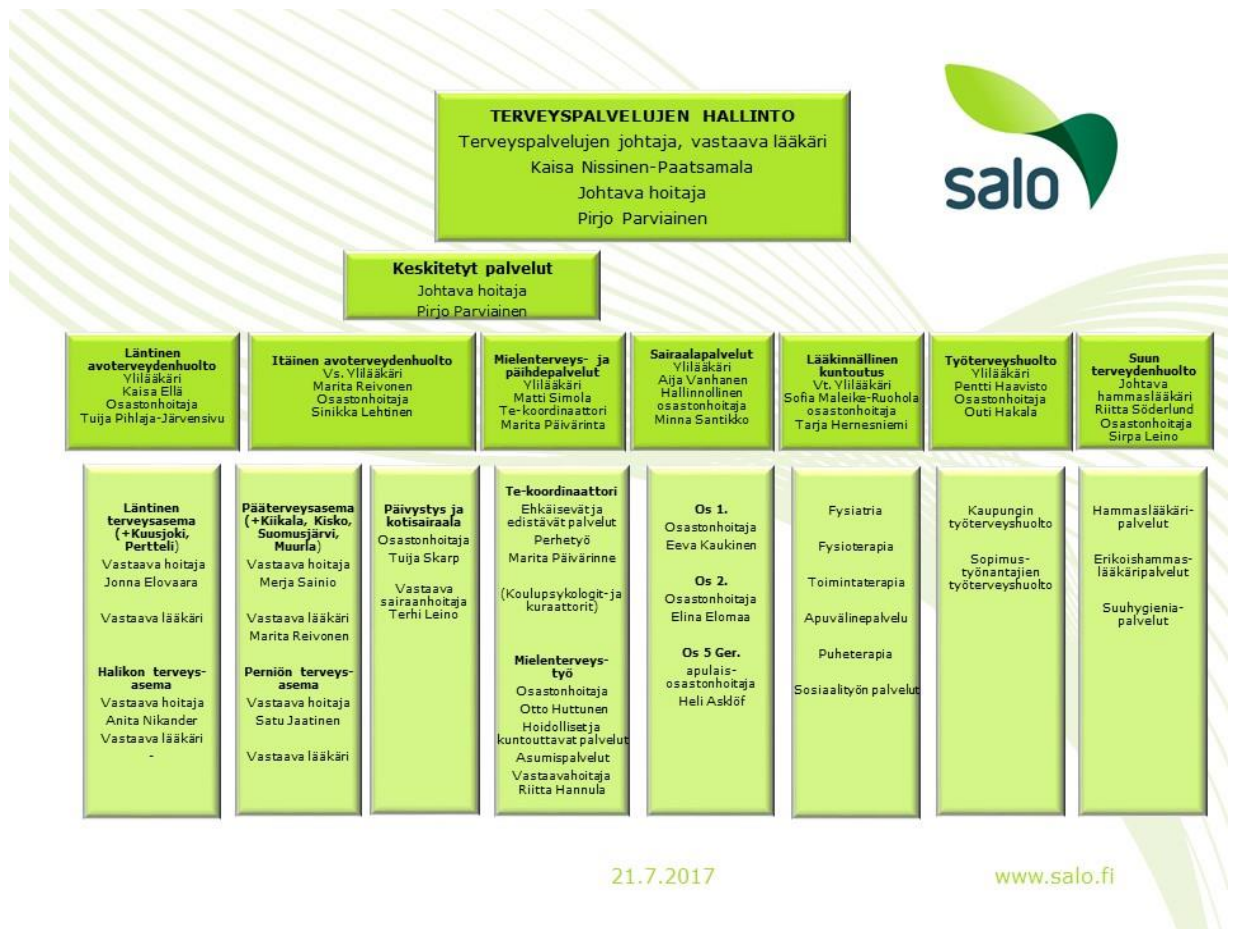 TERVEYSPALVELUJEN HALLINTO
Terveyspalvelujen johtaja, vastaava lääkäri
Kaisa Nissinen-Paatsamala
Johtava hoitaja
Pirjo Parviainen
salo
Keskitetyt palvelut
Johtava hoitaja
Pirjo Parviainen
Läntinen
avoterveydenhuolto
Ylilääkäri
Kaisa Ellä
Osastonhoitaja
Tuija Pihlaja-Järvensivu
Itäinen avoterveydenhuolto
Vs. Ylilääkäri
Marita Reivonen
Osastonhoitaja
Sinikka Lehtinen
Mielenterveys- ja
päihdepalvelut
Ylilääkäri
Matti Simola
Te-koordinaattori
Marita Päivärinta
Sairaalapalvelut
Ylilääkäri
Aija Vanhanen
Hallinnollinen
osastonhoitaja
Minna Santikko
Lääkinnällinen
kuntoutus
Vt. Ylilääkäri
Sofia Maleike-Ruohola
osastonhoitaja
Tarja Hernesniemi
Työterveyshuolto
Ylilääkäri
Pentti Haavisto
Osastonhoitaja
Outi Hakala
Suun
terveydenhuolto
Johtava
hammaslääkäri
Riitta Söderlund
Osastonhoitaja
Sirpa Leino
Läntinen
terveysasema
(+Kuusjoki,
Pertteli)
Vastaava hoitaja
Jonna Elovaara
Vastaava lääkäri
Halikon terveys-
asema
Vastaava hoitaja
Anita Nikander
Vastaava lääkäri
-
Pääterveysasema
(+Kiikala, Kisko,
Suomusjärvi,
Muurla)
Vastaava hoitaja
Merja Sainio
Vastaava lääkäri
Marita Reivonen
Perniön terveys-
asema
Vastaava hoitaja
Satu Jaatinen
Vastaava lääkäri
Päivystys ja
kotisairaala
Osastonhoitaja
Tuija Skarp
Vastaava
sairaanhoitaja
Terhi Leino
Te-koordinaattori
Ehkäisevät ja
edistävät palvelut
Perhetyö
Marita Päivärinne
(Koulupsykologit- ja
kuraattorit)
Mielenterveys-
työ
Osastonhoitaja
Otto Huttunen
Hoidolliset ja
kuntouttavat palvelut
Asumispalvelut
Vastaavahoitaja
Riitta Hannula
Os 1.
Osastonhoitaja
Eeva Kaukinen
Os 2.
Osastonhoitaja
Elina Elomaa
Os 5 Ger.
apulais-
osastonhoitaja
Heli Asklöf
Fysiatria
Fysioterapia
Toimintaterapia
Apuvälinepalvelu
Puheterapia
Sosiaalityön palvelut
Kaupungin
työterveyshuolto
Sopimus-
työnantajien
työterveyshuolto
Hammaslääkäri-
palvelut
Erikoishammas-
lääkäripalvelut
Suuhygienia-
palvelut
21.7.2017
www.salo.fi